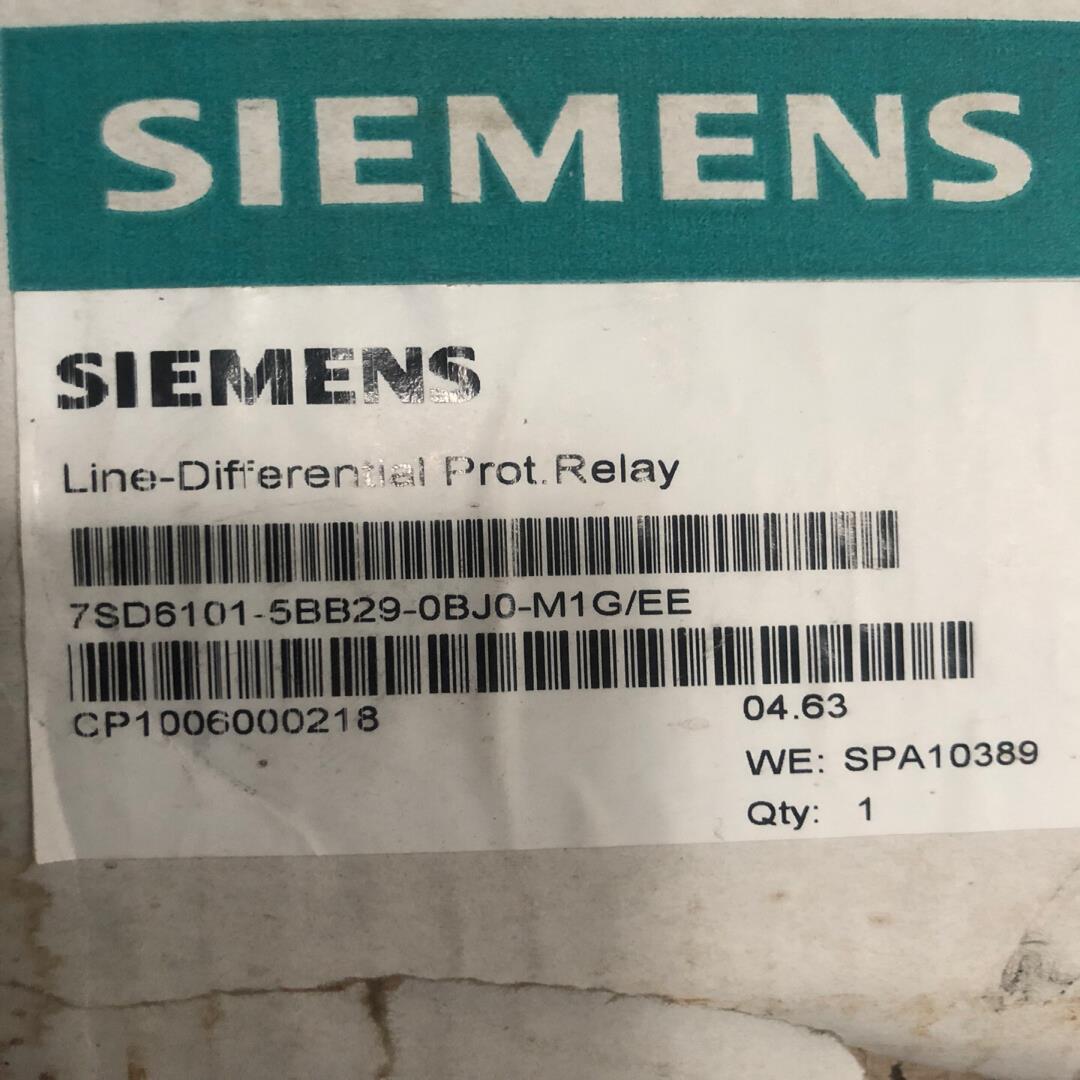 SIEMENS
SIEMENS
Line-Differential Prot.Relay
7SD6101-5BB29-0BJ0-M1G/EE
CP1006000218
04.63
WE: SPA10389
Qty: 1